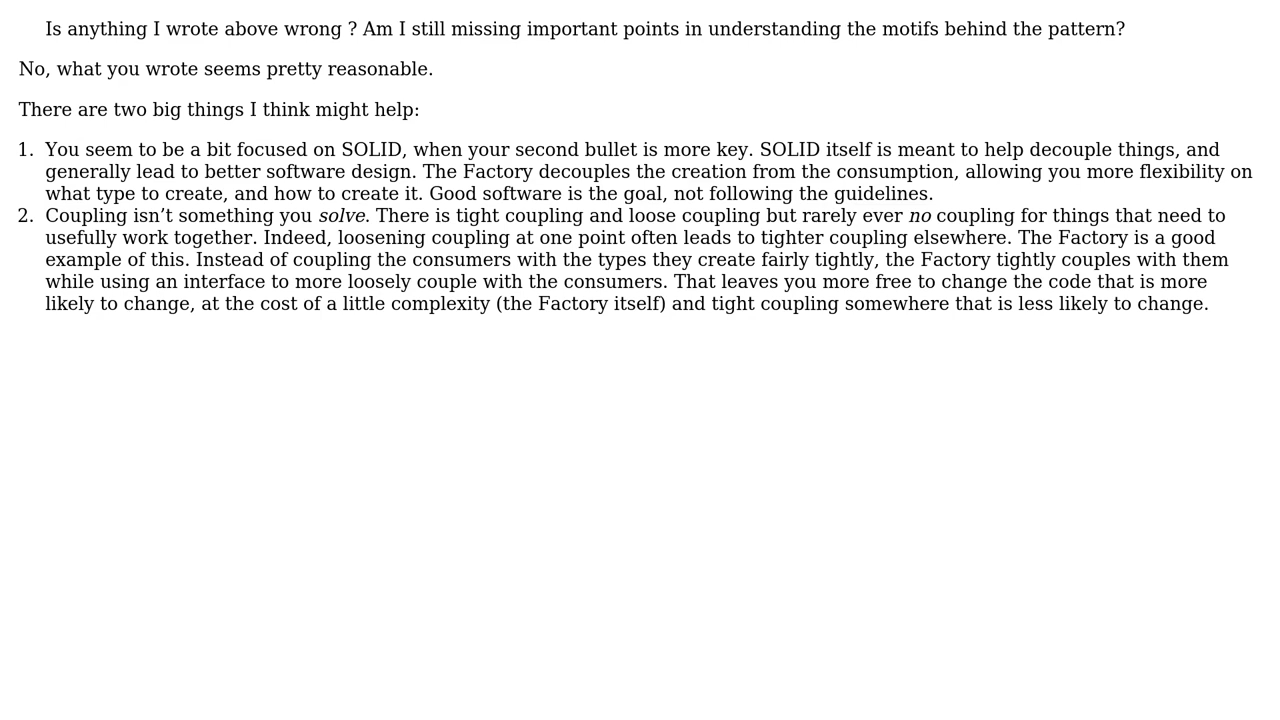 Is anything I wrote above wrong ? Am I still missing important points in understanding the motifs behind the pattern?
No, what you wrote seems pretty reasonable.
There are two big things I think might help:
1. You seem to be a bit focused on SOLID, when your second bullet is more key. SOLID itself is meant to help decouple things, and
generally lead to better software design. The Factory decouples the creation from the consumption, allowing you more flexibility on
what type to create, and how to create it. Good software is the goal, not following the guidelines.
2. Coupling isn’t something you solve. There is tight coupling and loose coupling but rarely ever no coupling for things that need to
usefully work together. Indeed, loosening coupling at one point often leads to tighter coupling elsewhere. The Factory is a good
example of this. Instead of coupling the consumers with the types they create fairly tightly, the Factory tightly couples with them
while using an interface to more loosely couple with the consumers. That leaves you more free to change the code that is more
likely to change, at the cost of a little complexity (the Factory itself) and tight coupling somewhere that is less likely to change.